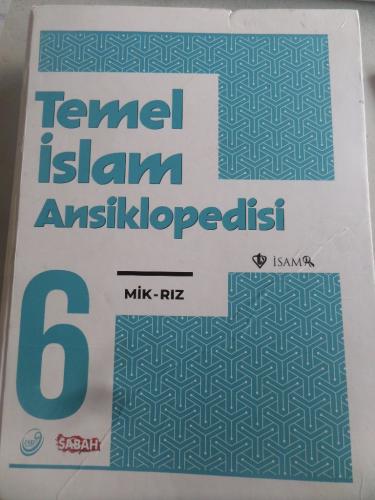 Temel
İslam
Ansiklopedisi
İSAM
6
MİK-RIZ
SABAH